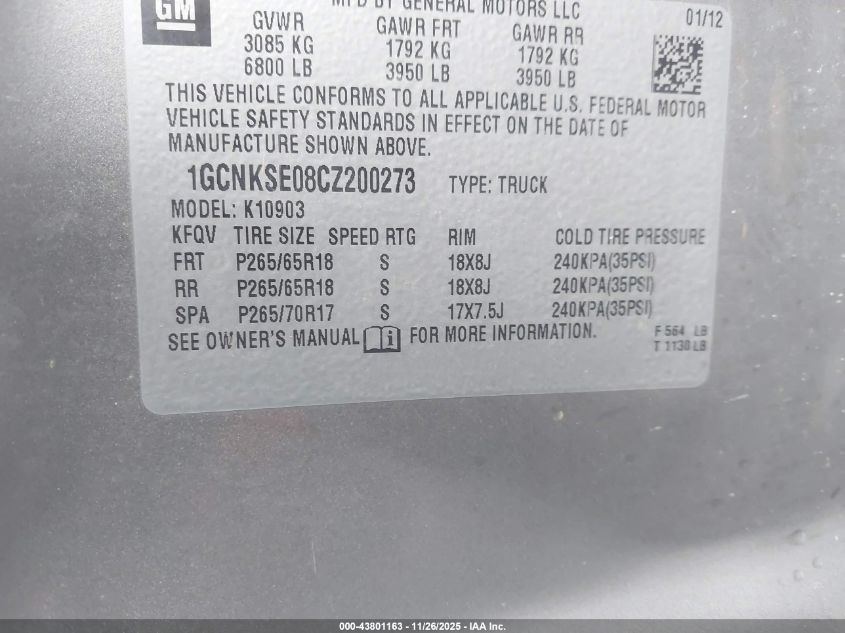 GM
MFD BY GENERAL MOTORS LLC
01/12
GVWR GAWR FRT GAWR RR
3085 KG 1792 KG 1792 KG
6800 LB 3950 LB 3950 LB
THIS VEHICLE CONFORMS TO ALL APPLICABLE U.S. FEDERAL MOTOR
VEHICLE SAFETY STANDARDS IN EFFECT ON THE DATE OF
MANUFACTURE SHOWN ABOVE.
1GCNKSE08CZ200273 TYPE: TRUCK
MODEL: K10903
KFQV TIRE SIZE SPEED RTG RIM COLD TIRE PRESSURE
FRT P265/65R18 S 18X8J 240KPA(35PSI)
RR P265/65R18 S 18X8J 240KPA(35PSI)
SPA P265/70R17 S 17X7.5J 240KPA(35PSI)
SEE OWNER'S MANUAL i FOR MORE INFORMATION.
F 564 LB
T 1130 LB
000-43801163 - 11/26/2025 - IAA Inc.